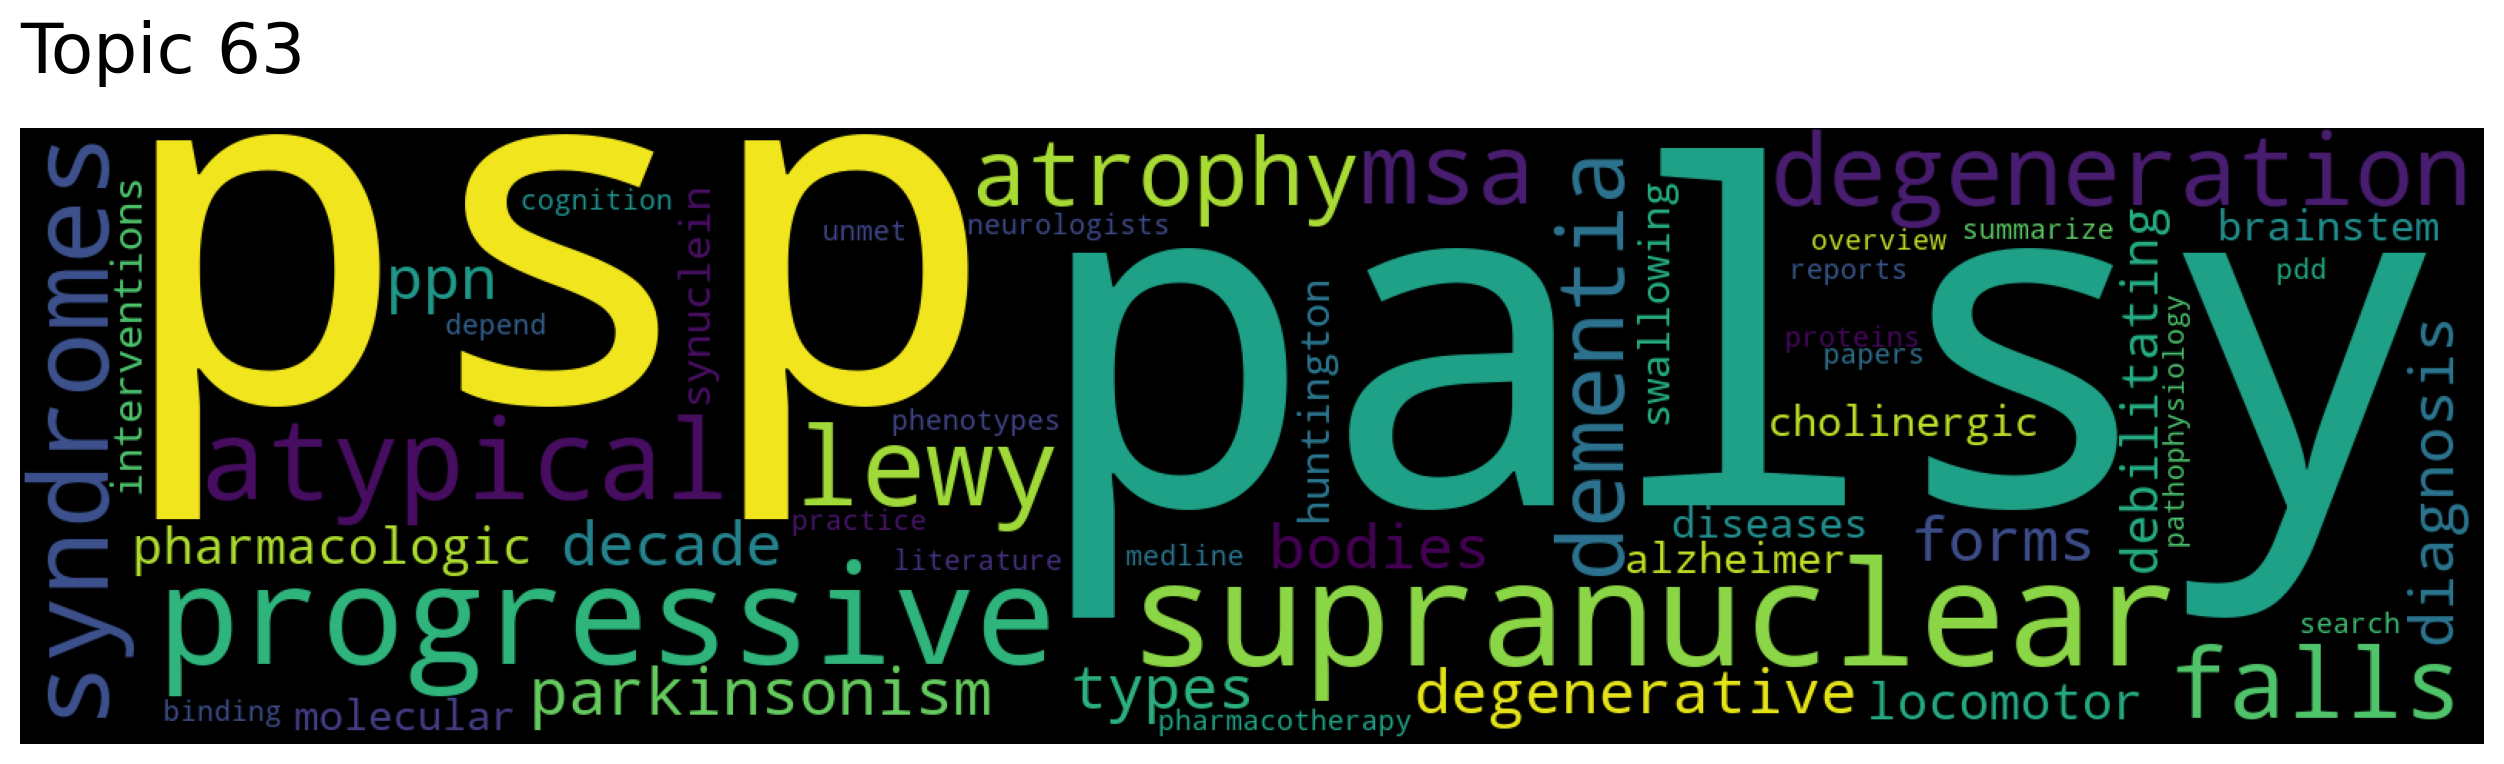 Topic 63
psp
palsy
syndromes
interventions
cognition
synuclein
unmet
neurologists
atrophy
msa
degeneration
dementia
swallowing
overview
summarize
brainstem
reports
pdd
ppn
depend
huntington
proteins
papers
debilitating
pathophysiology
diagnosis
atypical
lewy
phenotypes
cholinergic
practice
pharmacologic
decade
literature
medline
bodies
diseases
alzheimer
forms
progressive
supranuclear
search
falls
parkinsonism
types
degenerative
locomotor
binding
molecular
pharmacotherapy